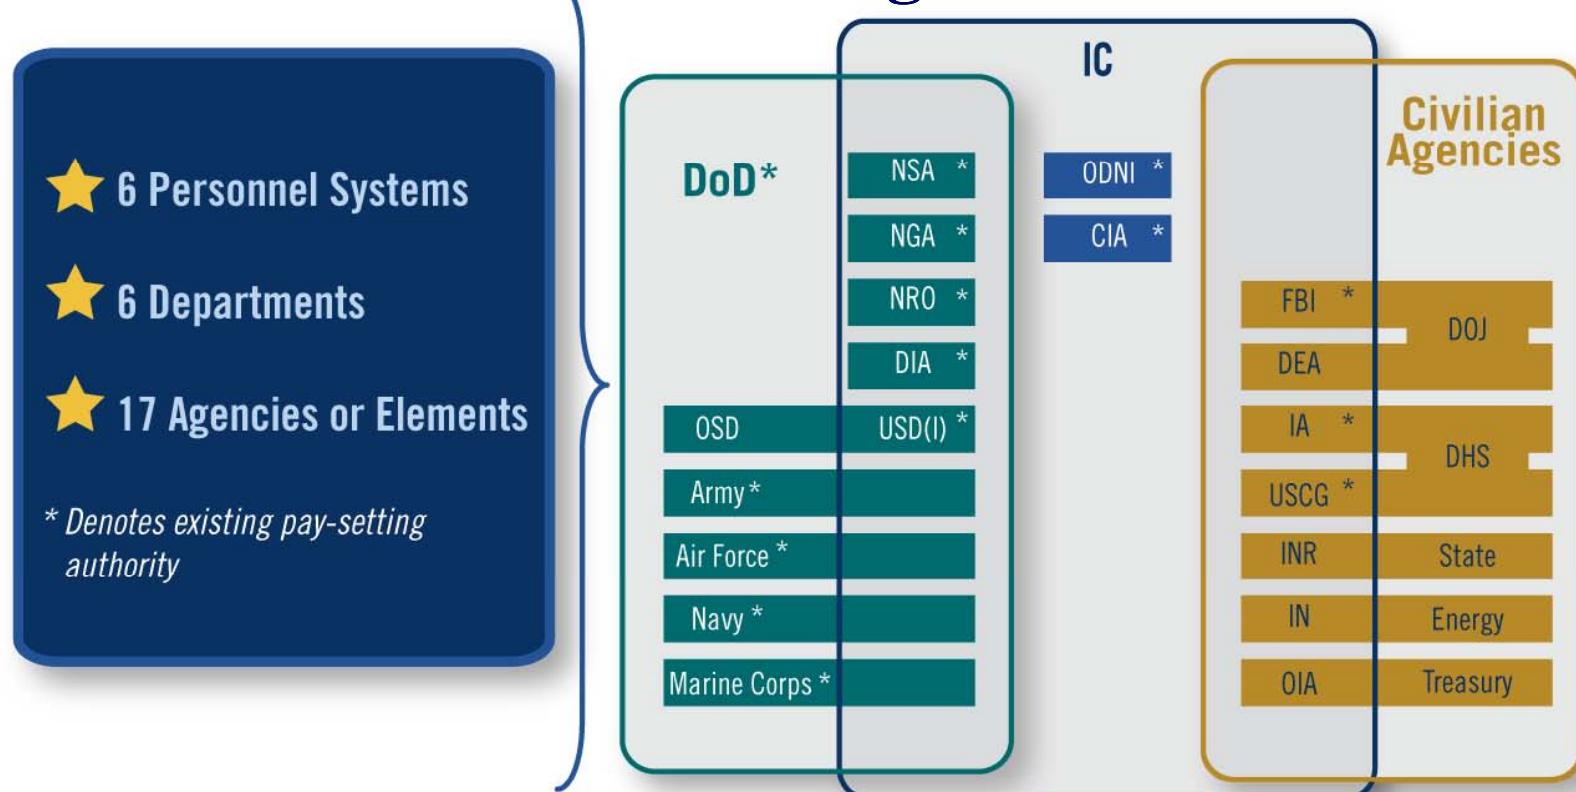 6 Personnel Systems
6 Departments
17 Agencies or Elements
* Denotes existing pay-setting
authority
IC
DoD*
Civilian
Agencies
NSA *
NGA *
NRO *
DIA *
OSD USD(I) *
Army *
Air Force *
Navy *
Marine Corps *
ODNI *
CIA *
FBI *
DOJ
DEA
IA *
DHS
USCG *
INR State
IN Energy
OIA Treasury